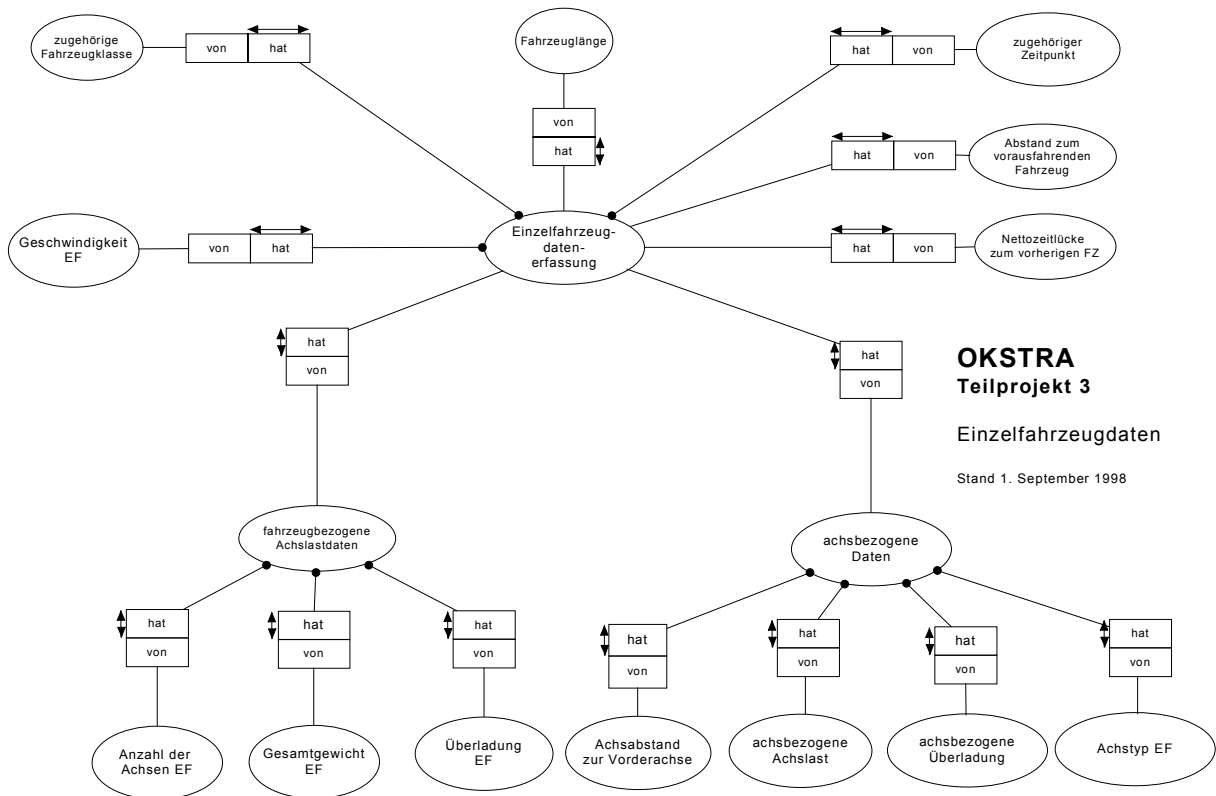 zugehörige
Fahrzeugklasse
von
hat
Fahrzeuglänge
von
hat
hat
von
zugehöriger
Zeitpunkt
hat
von
Abstand zum
vorausfahrenden
Fahrzeug
Geschwindigkeit
EF
von
hat
Einzelfahrzeug-
daten-
erfassung
hat
von
Nettozeitlücke
zum vorherigen FZ
hat
von
hat
von
OKSTRA
Teilprojekt 3
Einzelfahrzeugdaten
Stand 1. September 1998
fahrzeugbezogene
Achslastdaten
achsbezogene
Daten
hat
von
hat
von
hat
von
hat
von
hat
von
hat
von
hat
von
Anzahl der
Achsen EF
Gesamtgewicht
EF
Überladung
EF
Achsabstand
zur Vorderachse
achsbezogene
Achslast
achsbezogene
Überladung
Achstyp EF